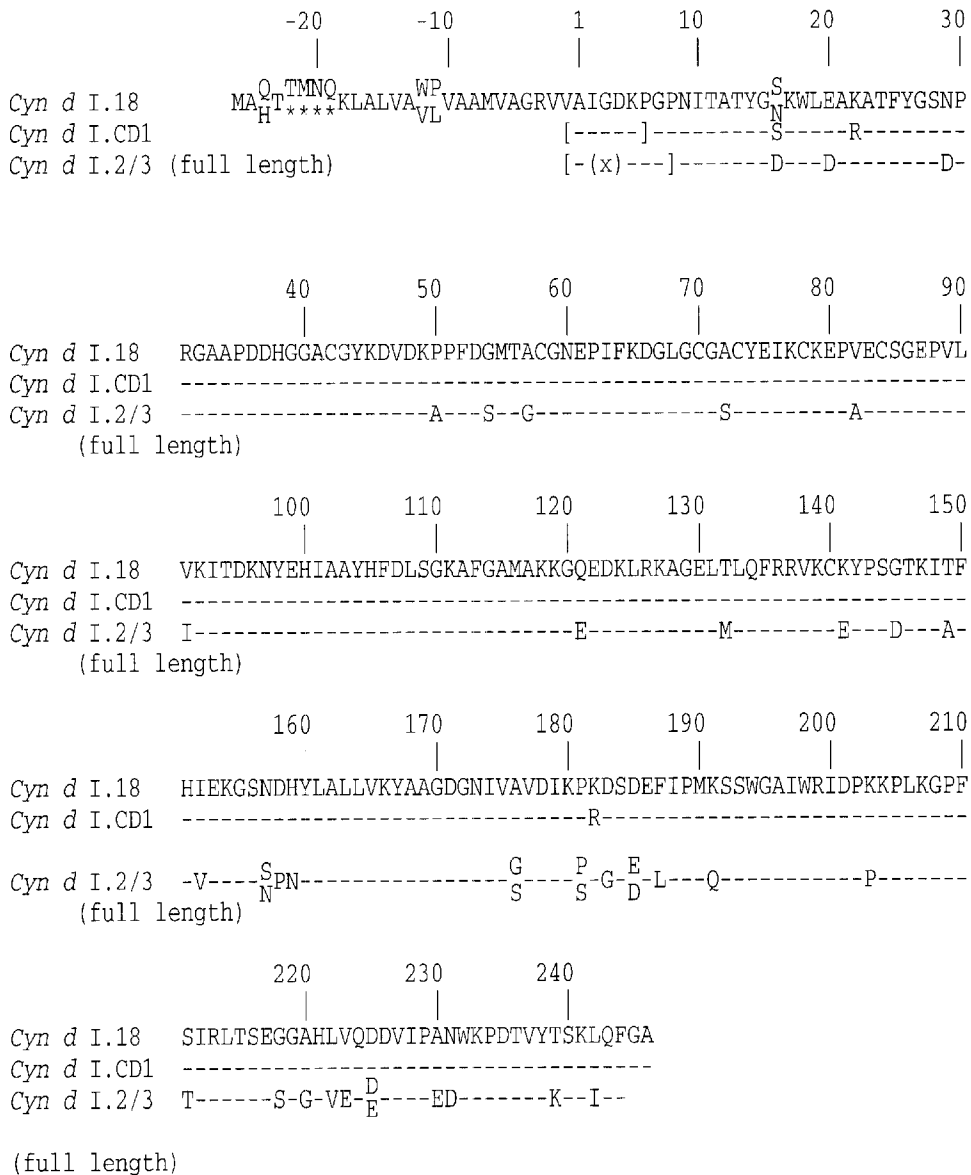 -20 -10 1 10 20 30
Q TMNQ WP S
Cyn d I.18 MA T KLALVA VAAMVAGRVVAIGDKPGPNITATYG KWLEAKATFYGSNP
H **** VL N
Cyn d I.CD1 [-----]----------S-----R--------
Cyn d I.2/3 (full length) [-(x)----]--------D---D---------D-
40 50 60 70 80 90
Cyn d I.18 RGAAPDDHGGACGYKDVDKPPFDGMTACGNEPIFKDGLGCGACYEIKCKEPVECSGEPVL
Cyn d I.CD1 ------------------------------------------------------------
Cyn d I.2/3 -------------------A---S--G--------------S---------A--------
(full length)
100 110 120 130 140 150
Cyn d I.18 VKITDKNYEHIAAYHFDLSGKAFGAMAKKGQEDKLRKAGELTLQFRRVKCKYPSGTKITF
Cyn d I.CD1 ------------------------------------------------------------
Cyn d I.2/3 I-----------------------------E----------M--------E---D---A-
(full length)
160 170 180 190 200 210
Cyn d I.18 HIEKGSNDHYLALLVKYAAGDGNIVAVDIKPKDSDEFIPMKSSWGAIWRIDPKKPLKGPF
Cyn d I.CD1 -------------------------------R----------------------------
S G P E
Cyn d I.2/3 -V---- PN---------------- ---- -G- -L---Q-----------P-------
N S S D
(full length)
220 230 240
Cyn d I.18 SIRLTSEGGAHLVQDDVIPANWKPDTVYTSKLQFGA
Cyn d I.CD1 ------------------------------------
D
Cyn d I.2/3 T------S-G-VE- ----ED-------K--I--
E
(full length)